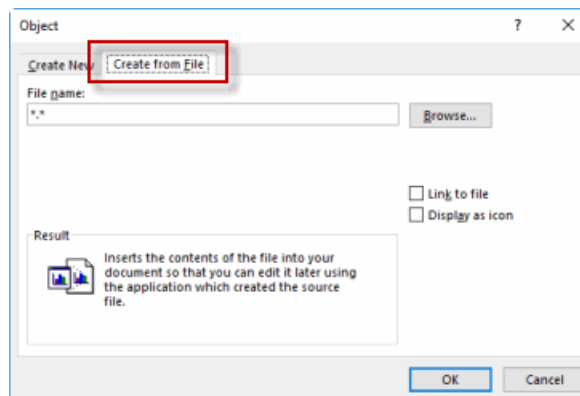 Object
?
Create New
Create from File
File name:
*.*
Browse...
Link to file
Display as icon
Result
Inserts the contents of the file into your
document so that you can edit it later using
the application which created the source
file.
OK
Cancel